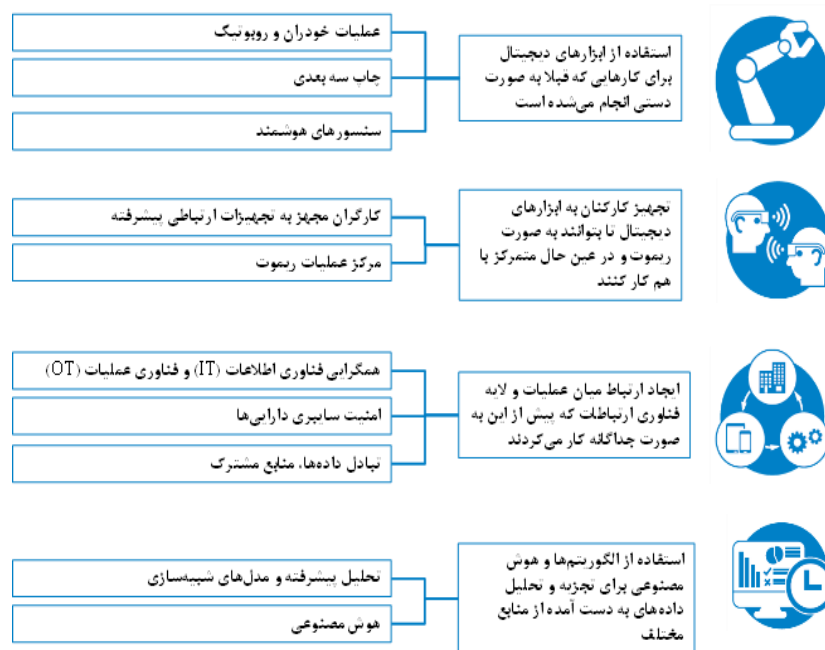 استفاده از ابزارهای دیجیتال
برای کارهایی که قبلا به صورت
دستی انجام می‌شده است
عملیات خودران و روبوتیک
چاپ سه بعدی
سنسورهای هوشمند
تجهیز کارکنان به ابزارهای
دیجیتال تا بتوانند به صورت
ریموت و در عین حال متمرکز با
هم کار کنند
کارگران مجهز به تجهیزات ارتباطی پیشرفته
مرکز عملیات ریموت
ایجاد ارتباط میان عملیات و لایه
فناوری ارتباطات که پیش از این به
صورت جداگانه کار می‌کردند
همگرایی فناوری اطلاعات (IT) و فناوری عملیات (OT)
امنیت سایبری دارایی‌ها
تبادل داده‌ها، منابع مشترک
استفاده از الگوریتم‌ها و هوش
مصنوعی برای تجزیه و تحلیل
داده‌های به دست آمده از منابع
مختلف
تحلیل پیشرفته و مدل‌های شبیه‌سازی
هوش مصنوعی